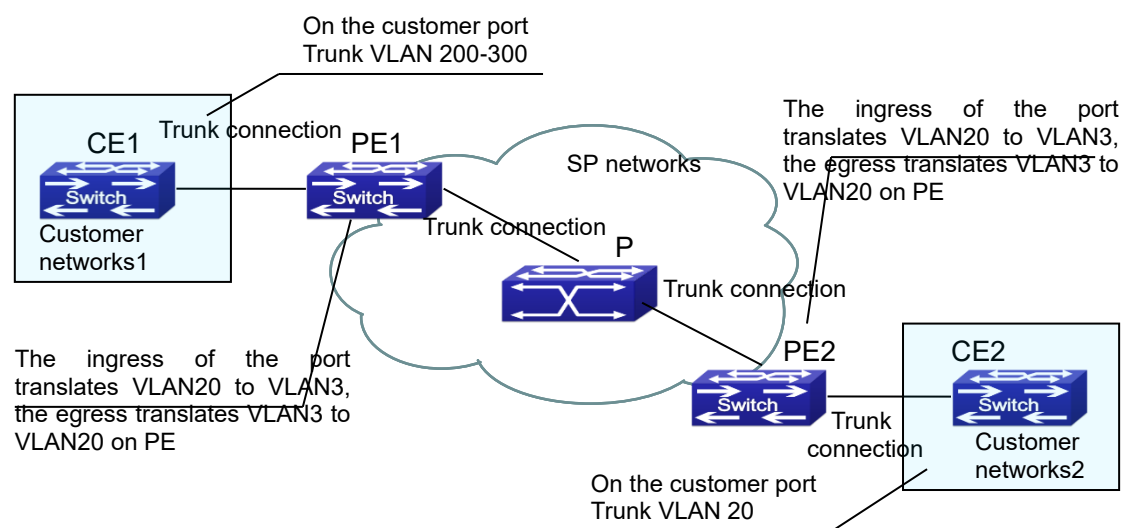 On the customer port
Trunk VLAN 200-300
The ingress of the port
translates VLAN20 to VLAN3,
the egress translates VLAN3 to
VLAN20 on PE
CE1
Trunk connection
PE1
SP networks
Switch
Switch
Customer
networks1
Trunk connection
P
Trunk connection
The ingress of the port
translates VLAN20 to VLAN3,
the egress translates VLAN3 to
VLAN20 on PE
PE2
CE2
Switch
Switch
Trunk
connection
Customer
networks2
On the customer port
Trunk VLAN 20